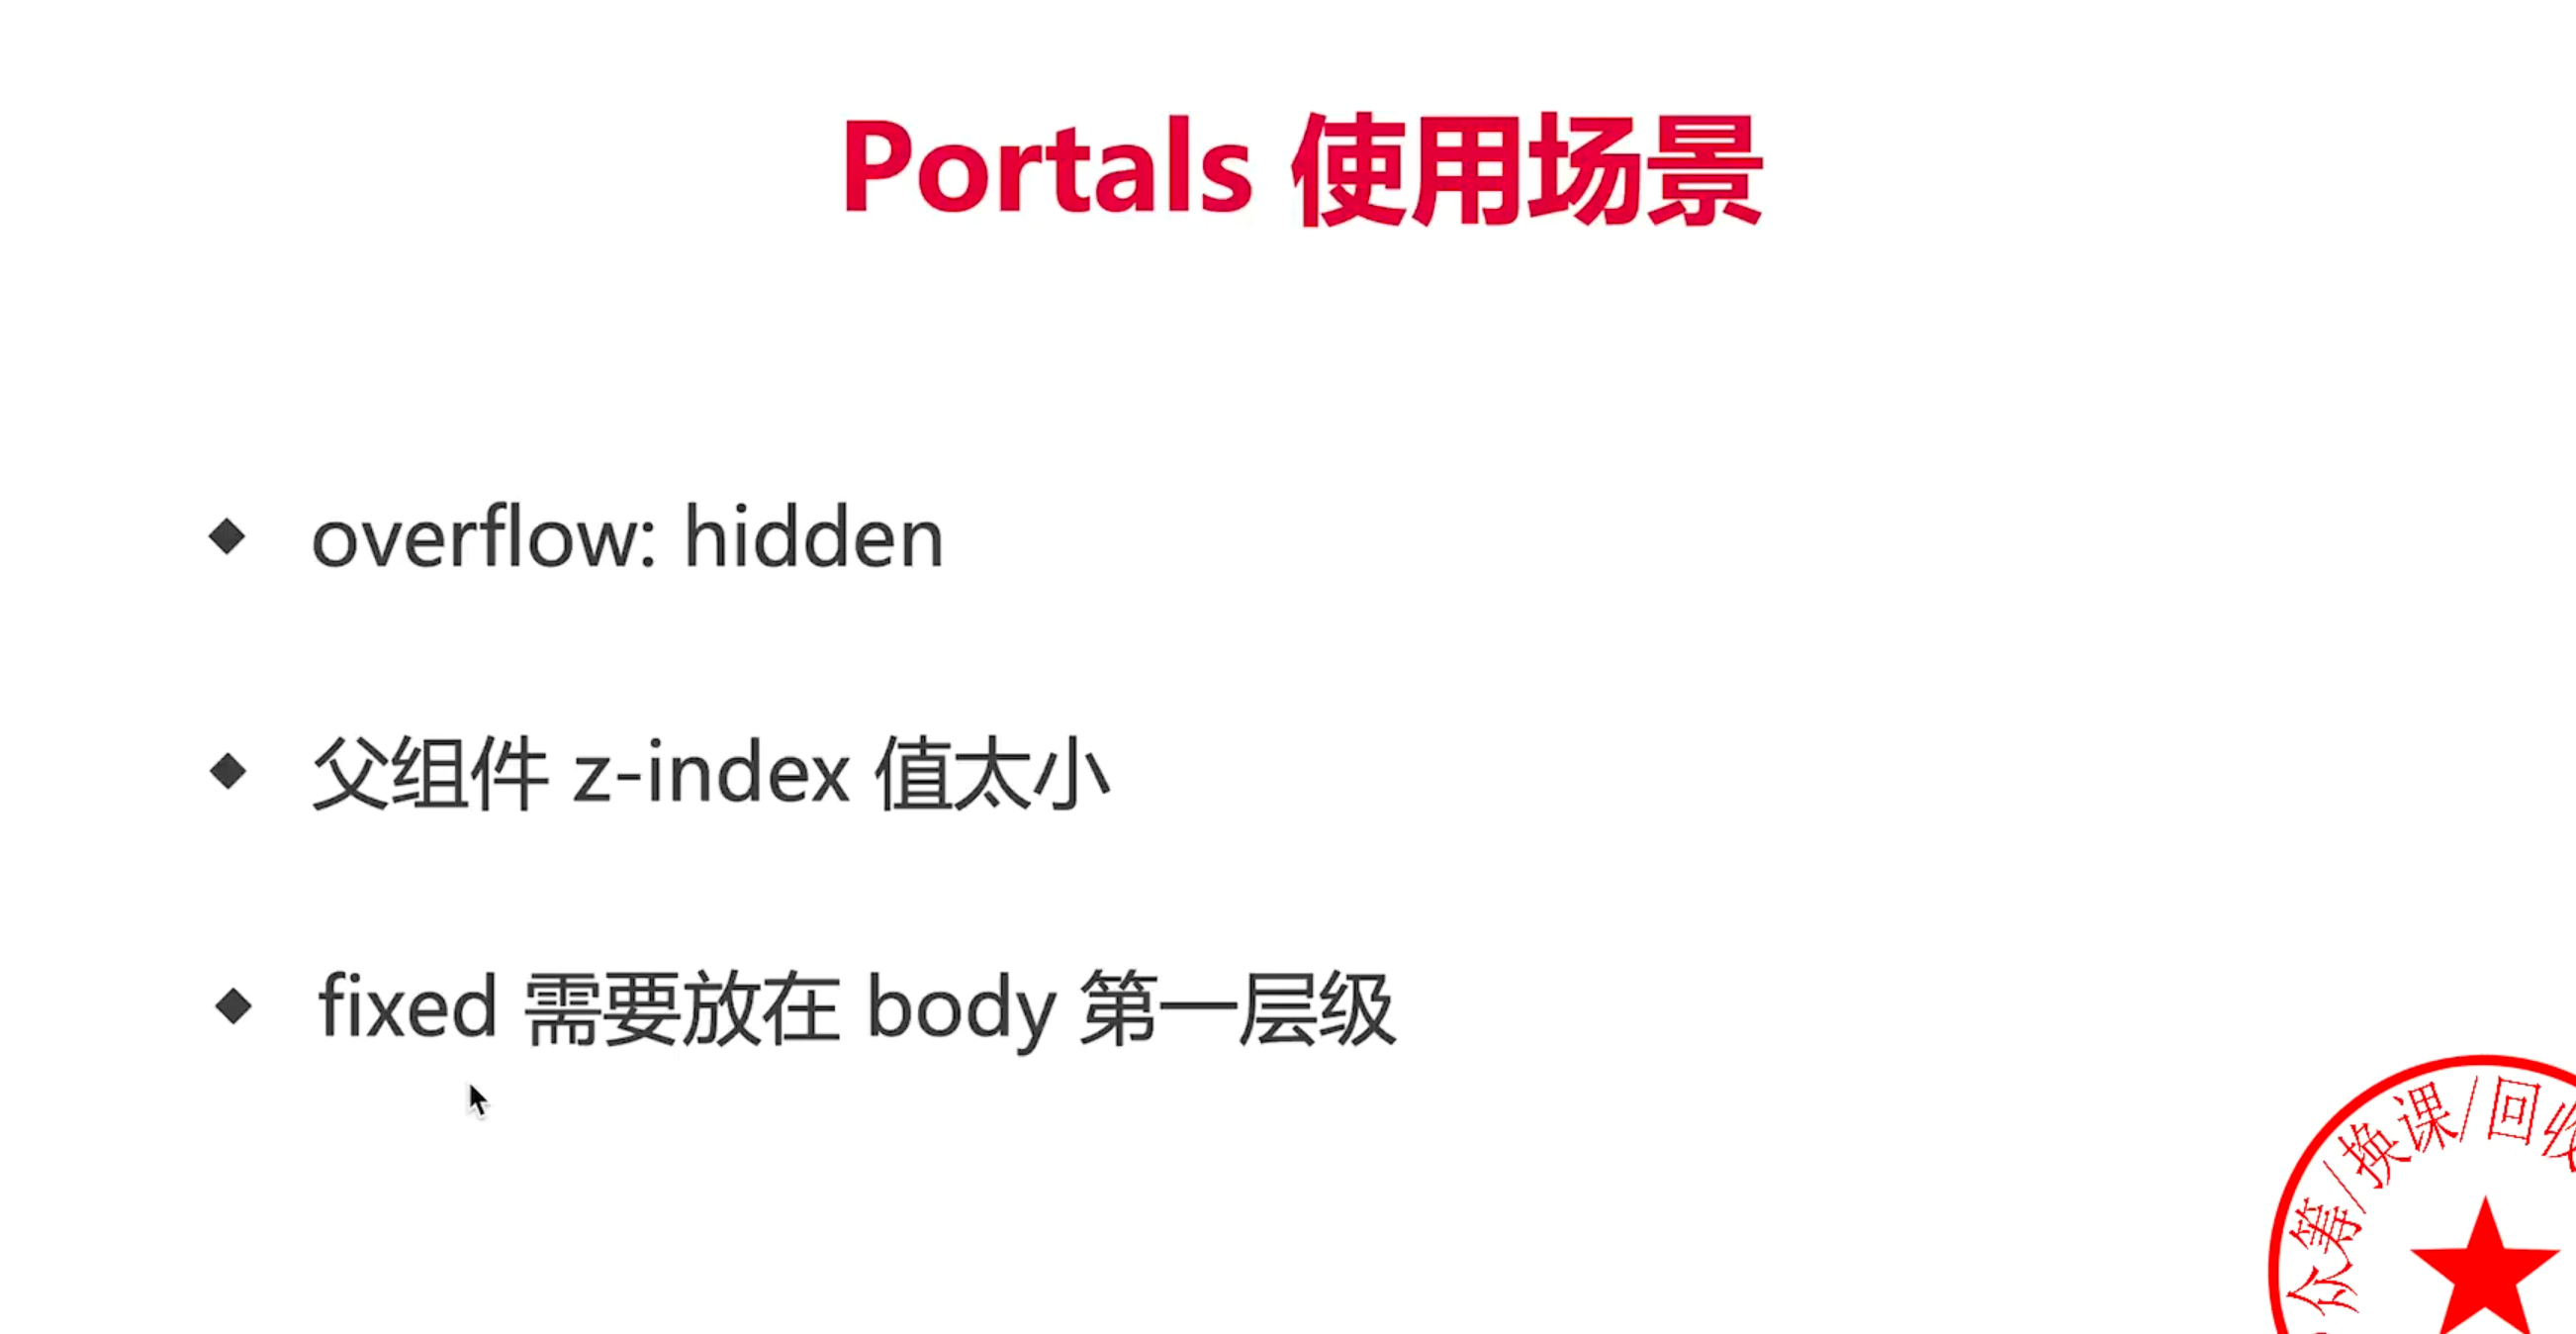 Portals 使用场景
◆ overflow: hidden
◆ 父组件 z-index 值太小
◆ fixed 需要放在 body 第一层级
众筹/换课/回收